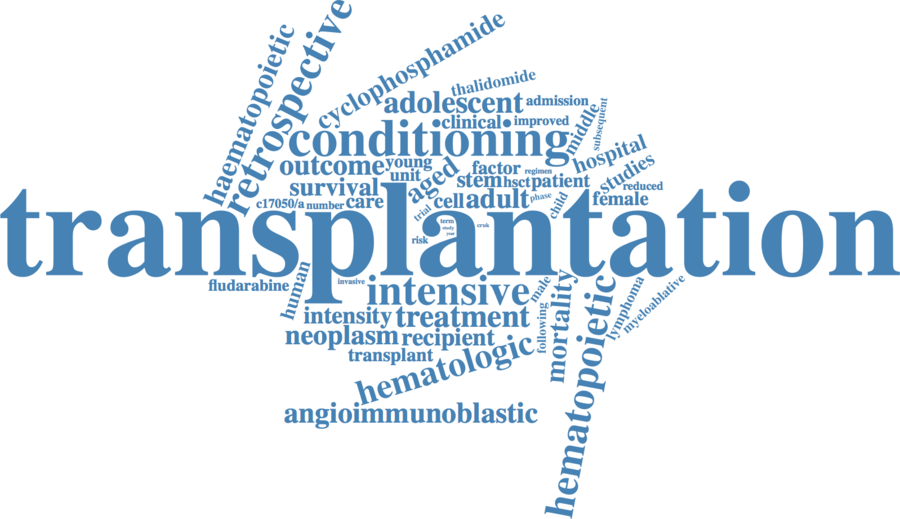 haematopoietic
retrospective
cyclophosphamide
thalidomide
adolescent
admission
clinical
improved
middle
subsequent
conditioning
outcome
young
unit
aged
factor
regimen
hospital
studies
survival
stem
hsct
patient
reduced
c17050/a
number
care
cell
adult
phase
child
female
trial
term
study
year
cruk
risk
transplantation
fludarabine
human
invasive
intensive
male
mortality
hematopoietic
lymphoma
myeloablative
intensity
treatment
following
neoplasm
recipient
transplant
hematologic
angioimmunoblastic